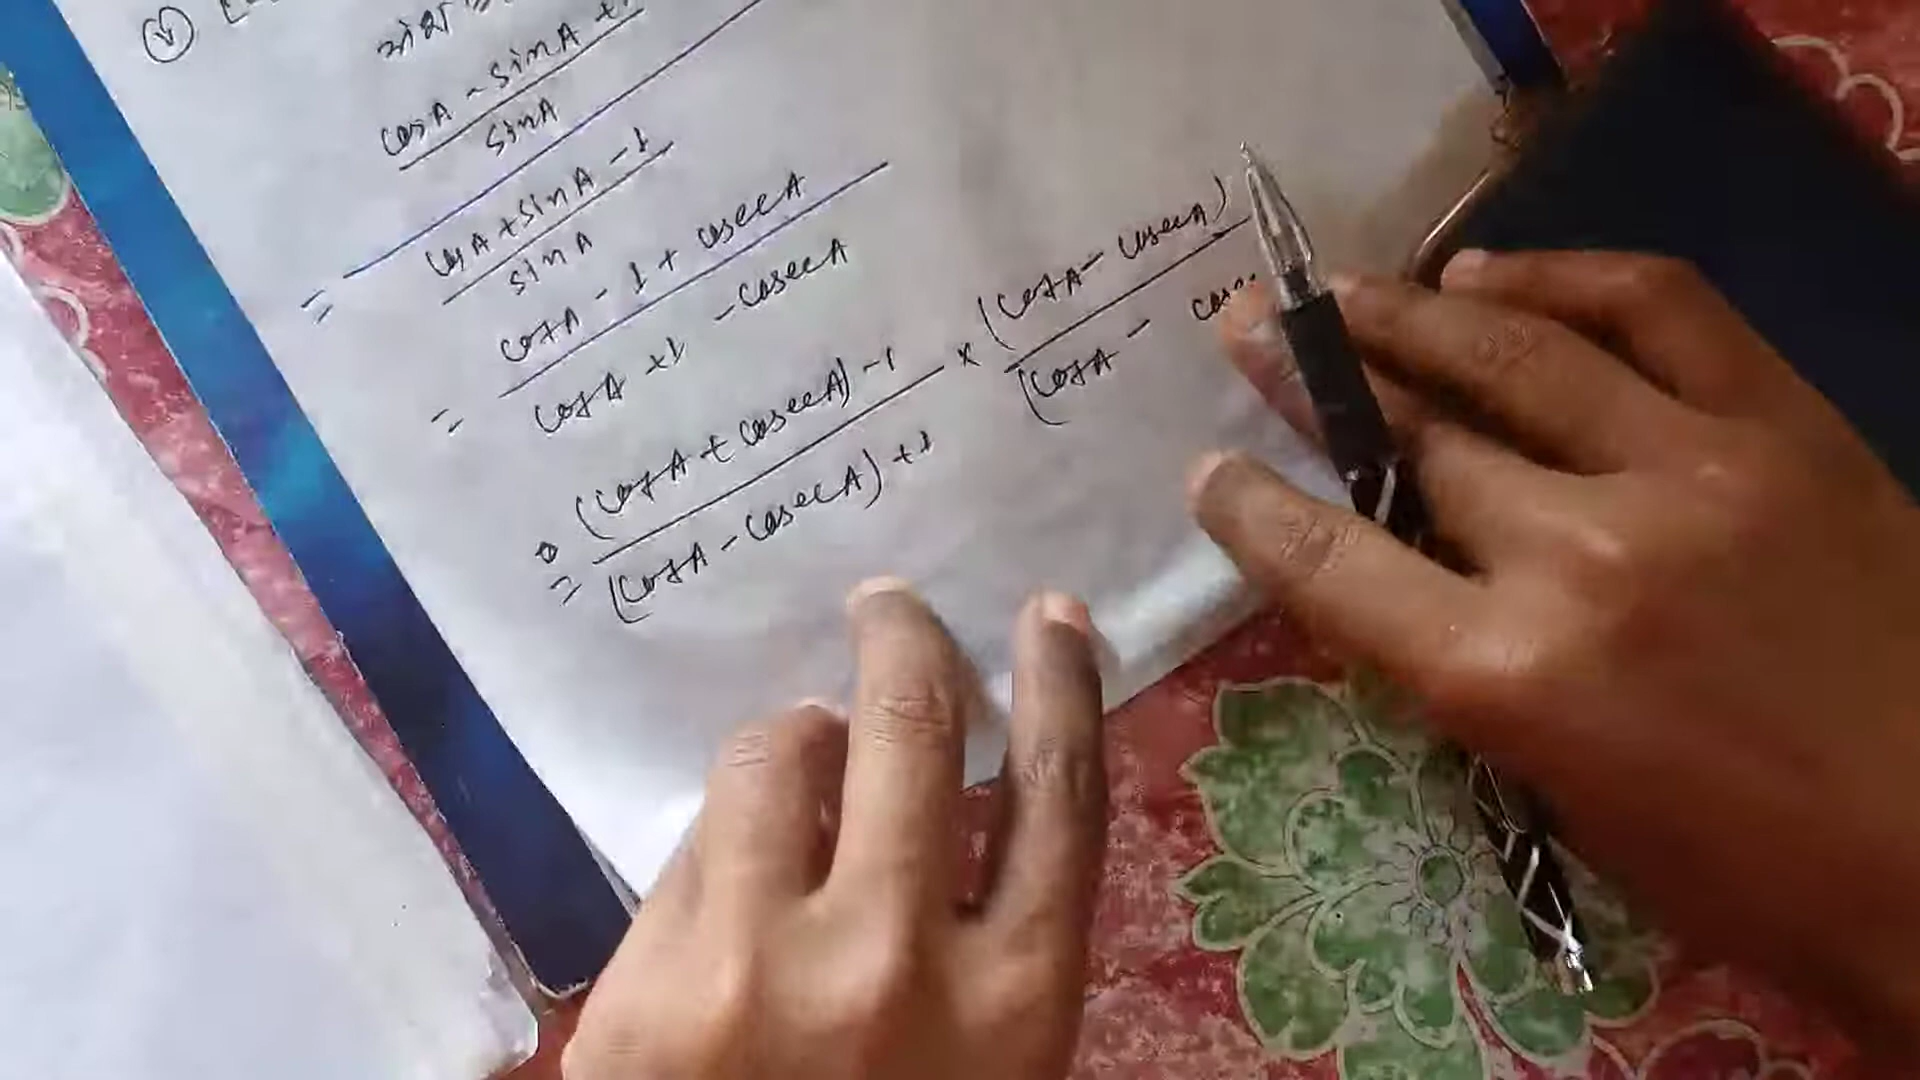 cosA - sinA +
sinA
= cosA + sinA - 1
sinA
= cotA - 1 + cosecA
cotA + 1 - cosecA
= (cotA + cosecA) - 1 × (cotA - cosecA)
(cotA - cosecA) + 1 (cotA - cosec